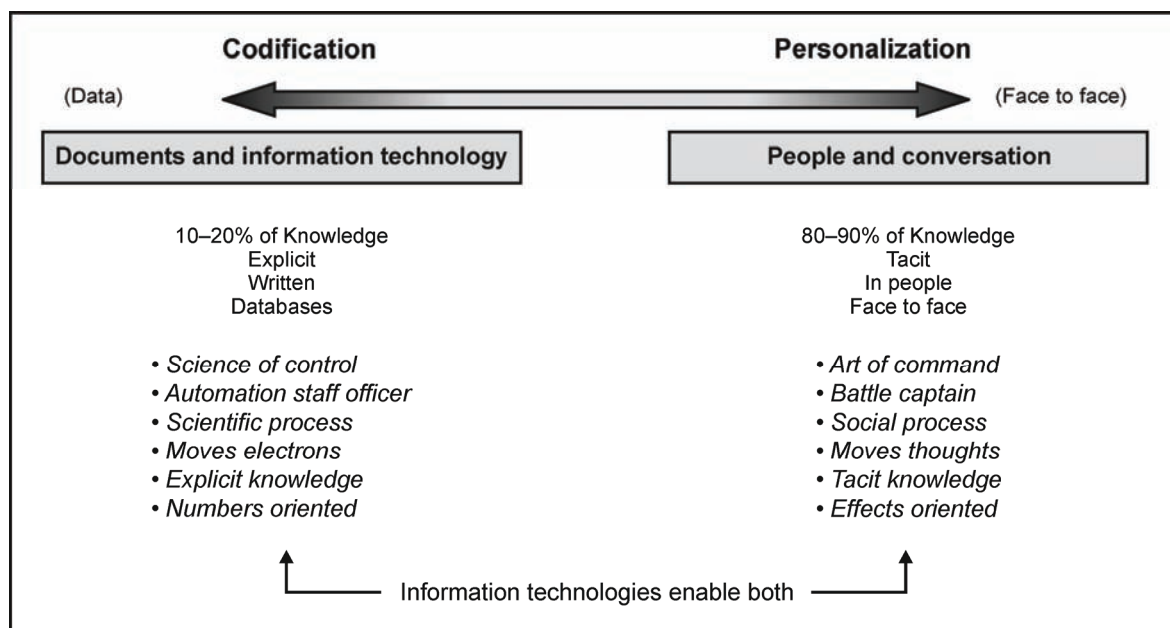 Codification
Personalization
(Data)
(Face to face)
Documents and information technology
People and conversation
10–20% of Knowledge
Explicit
Written
Databases
80–90% of Knowledge
Tacit
In people
Face to face
• Science of control
• Automation staff officer
• Scientific process
• Moves electrons
• Explicit knowledge
• Numbers oriented
• Art of command
• Battle captain
• Social process
• Moves thoughts
• Tacit knowledge
• Effects oriented
Information technologies enable both